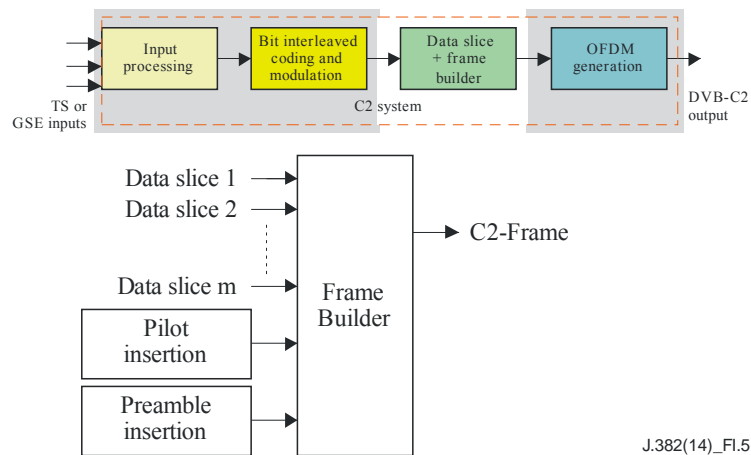 Input
processing
Bit interleaved
coding and
modulation
Data slice
+ frame
builder
OFDM
generation
TS or
GSE inputs
C2 system
DVB-C2
output
Data slice 1
Data slice 2
Data slice m
Pilot
insertion
Preamble
insertion
Frame
Builder
C2-Frame
J.382(14)_FI.5